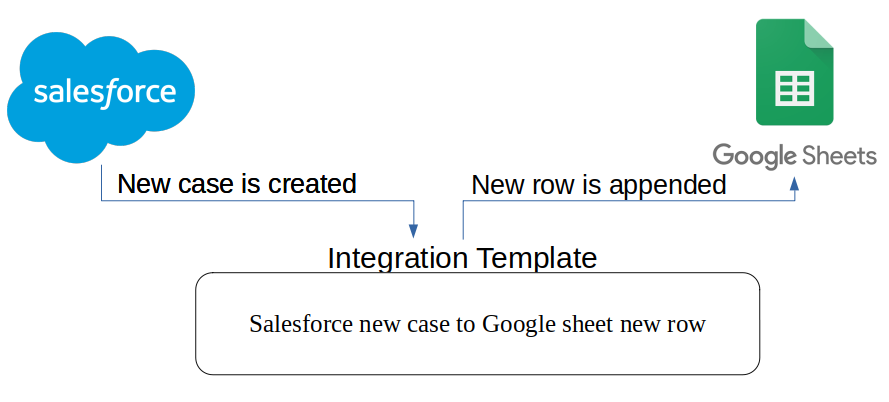 salesforce
Google Sheets
New case is created
New row is appended
Integration Template
Salesforce new case to Google sheet new row